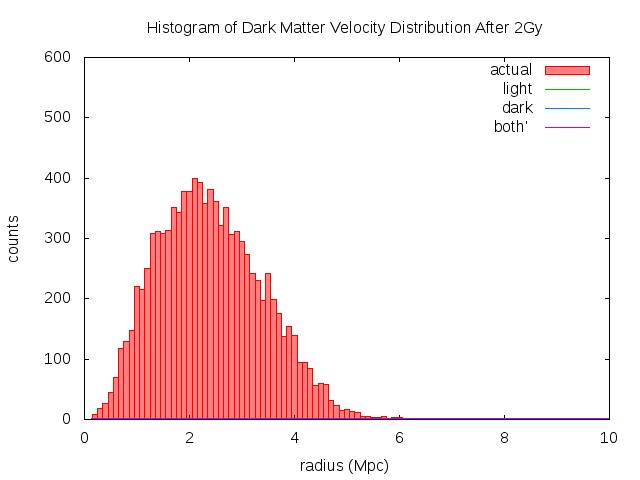 Histogram of Dark Matter Velocity Distribution After 2Gy
600
500
400
300
200
100
0
counts
actual
light
dark
both'
0 2 4 6 8 10
radius (Mpc)